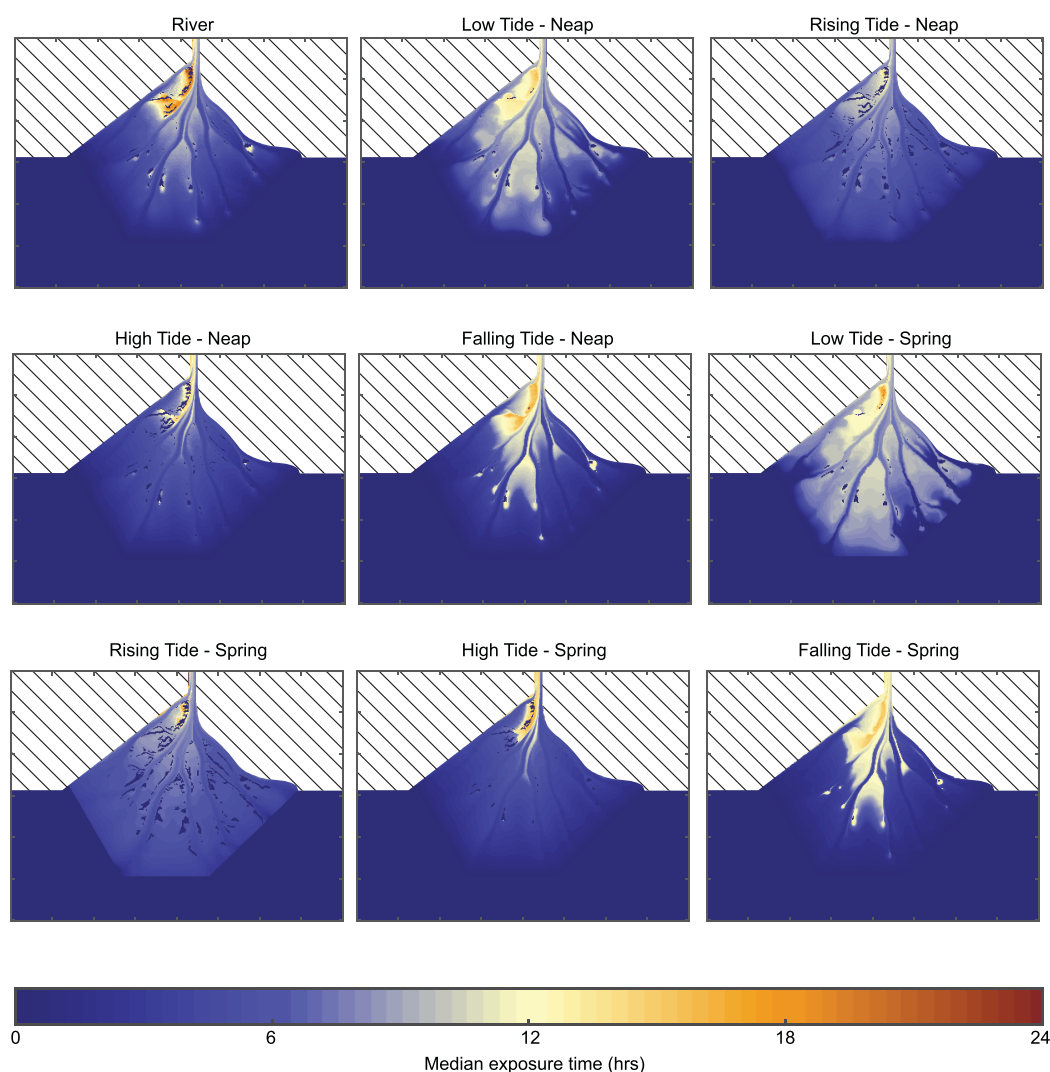 River
Low Tide - Neap
Rising Tide - Neap
High Tide - Neap
Falling Tide - Neap
Low Tide - Spring
Rising Tide - Spring
High Tide - Spring
Falling Tide - Spring
0 6 12 18 24
Median exposure time (hrs)